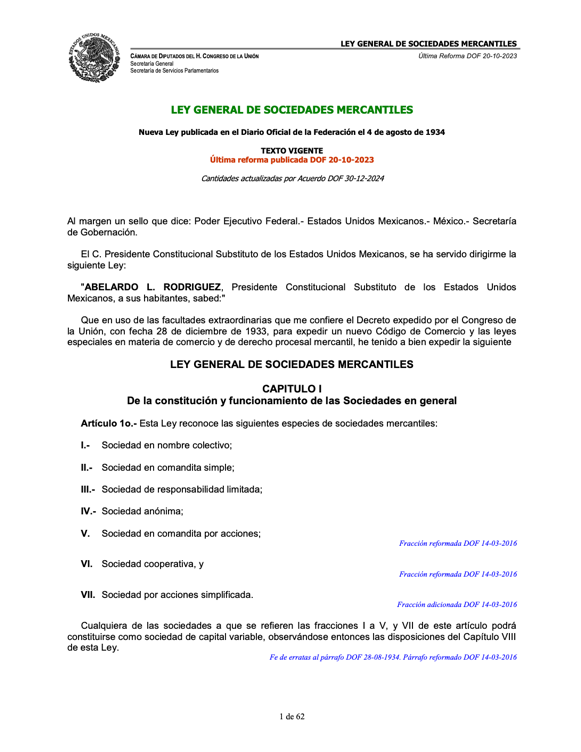 LEY GENERAL DE SOCIEDADES MERCANTILES
CÁMARA DE DIPUTADOS DEL H. CONGRESO DE LA UNIÓN
Última Reforma DOF 20-10-2023
Secretaría General
Secretaría de Servicios Parlamentarios
LEY GENERAL DE SOCIEDADES MERCANTILES
Nueva Ley publicada en el Diario Oficial de la Federación el 4 de agosto de 1934
TEXTO VIGENTE
Última reforma publicada DOF 20-10-2023
Cantidades actualizadas por Acuerdo DOF 30-12-2024
Al margen un sello que dice: Poder Ejecutivo Federal.- Estados Unidos Mexicanos.- México.- Secretaría
de Gobernación.
El C. Presidente Constitucional Substituto de los Estados Unidos Mexicanos, se ha servido dirigirme la
siguiente Ley:
"ABELARDO L. RODRIGUEZ, Presidente Constitucional Substituto de los Estados Unidos
Mexicanos, a sus habitantes, sabed:"
Que en uso de las facultades extraordinarias que me confiere el Decreto expedido por el Congreso de
la Unión, con fecha 28 de diciembre de 1933, para expedir un nuevo Código de Comercio y las leyes
especiales en materia de comercio y de derecho procesal mercantil, he tenido a bien expedir la siguiente
LEY GENERAL DE SOCIEDADES MERCANTILES
CAPITULO I
De la constitución y funcionamiento de las Sociedades en general
Artículo 1o.- Esta Ley reconoce las siguientes especies de sociedades mercantiles:
I.- Sociedad en nombre colectivo;
II.- Sociedad en comandita simple;
III.- Sociedad de responsabilidad limitada;
IV.- Sociedad anónima;
V. Sociedad en comandita por acciones;
Fracción reformada DOF 14-03-2016
VI. Sociedad cooperativa, y
Fracción reformada DOF 14-03-2016
VII. Sociedad por acciones simplificada.
Fracción adicionada DOF 14-03-2016
Cualquiera de las sociedades a que se refieren las fracciones I a V, y VII de este artículo podrá
constituirse como sociedad de capital variable, observándose entonces las disposiciones del Capítulo VIII
de esta Ley.
Fe de erratas al párrafo DOF 28-08-1934. Párrafo reformado DOF 14-03-2016
1 de 62